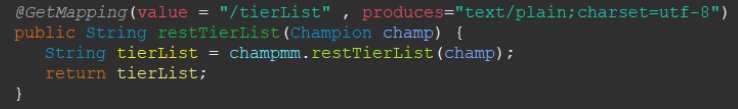 @GetMapping(value = "/tierList" , produces="text/plain;charset=utf-8")
public String restTierList(Champion champ) {
String tierList = champmm.restTierList(champ);
return tierList;
}